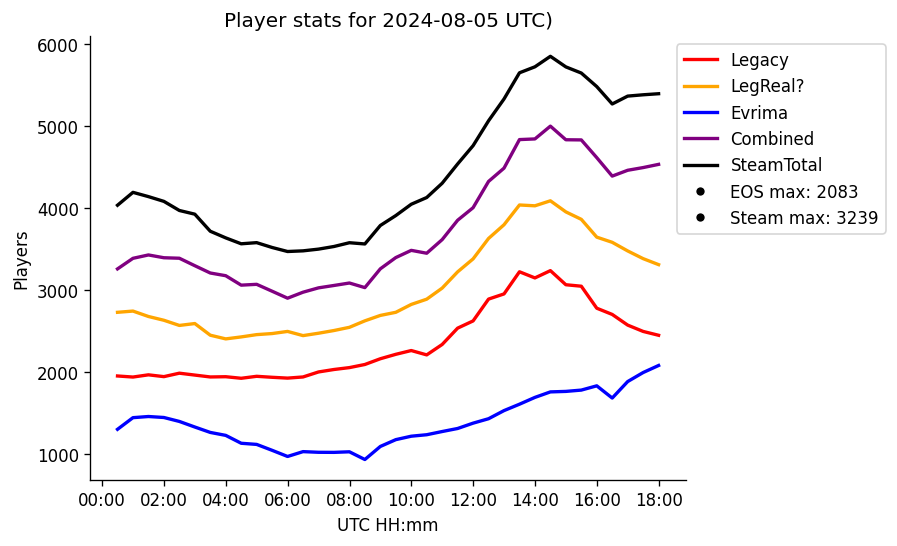 Player stats for 2024-08-05 UTC)
6000
5000
4000
3000
2000
1000
Players
00:00 02:00 04:00 06:00 08:00 10:00 12:00 14:00 16:00 18:00
UTC HH:mm
Legacy
LegReal?
Evrima
Combined
SteamTotal
EOS max: 2083
Steam max: 3239